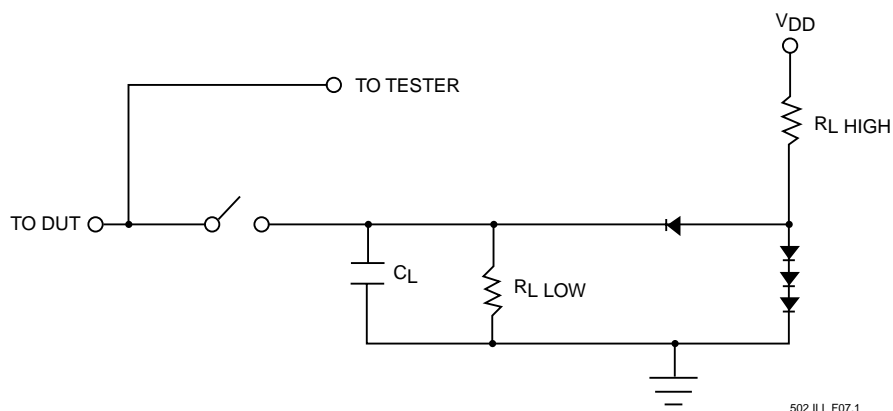 VDD
TO TESTER
RL HIGH
TO DUT
CL
RL LOW
502 ILL F07.1